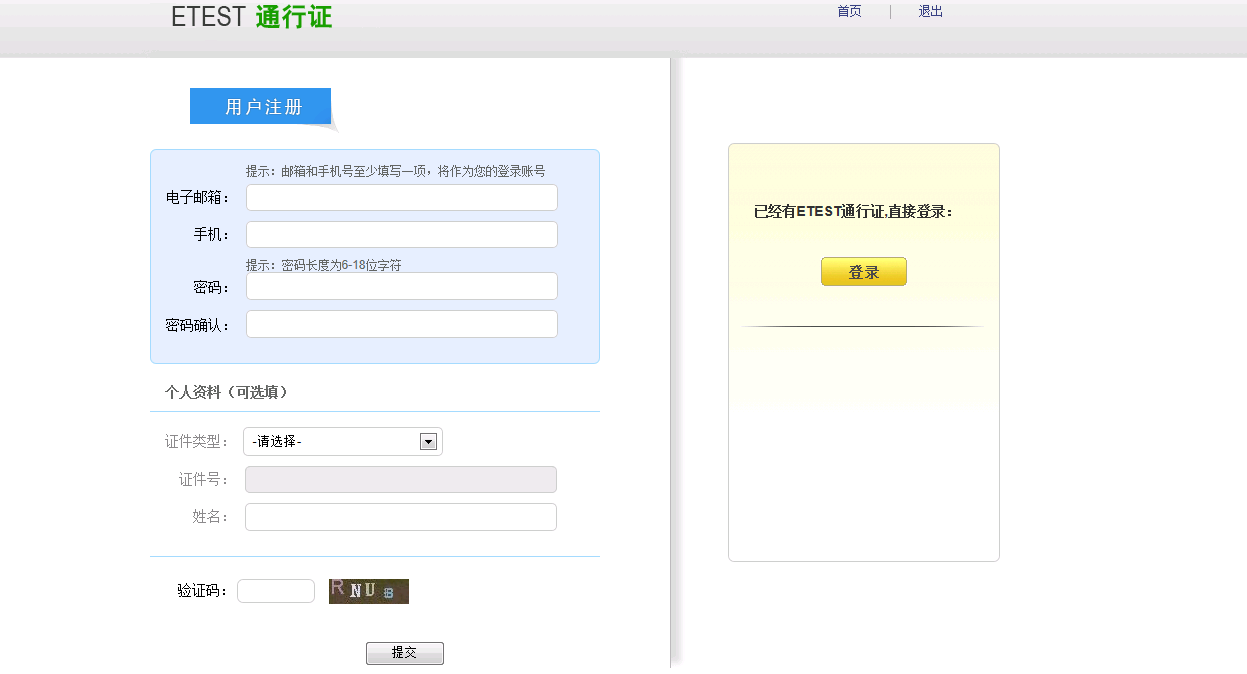 ETEST 通行证
首页 | 退出
用户注册
提示：邮箱和手机号至少填写一项，将作为您的登录账号
电子邮箱：
手机：
提示：密码长度为6-18位字符
密码：
密码确认：
个人资料（可选填）
证件类型： -请选择-
证件号：
姓名：
验证码： R N U B
提交
已经有ETEST通行证,直接登录：
登录